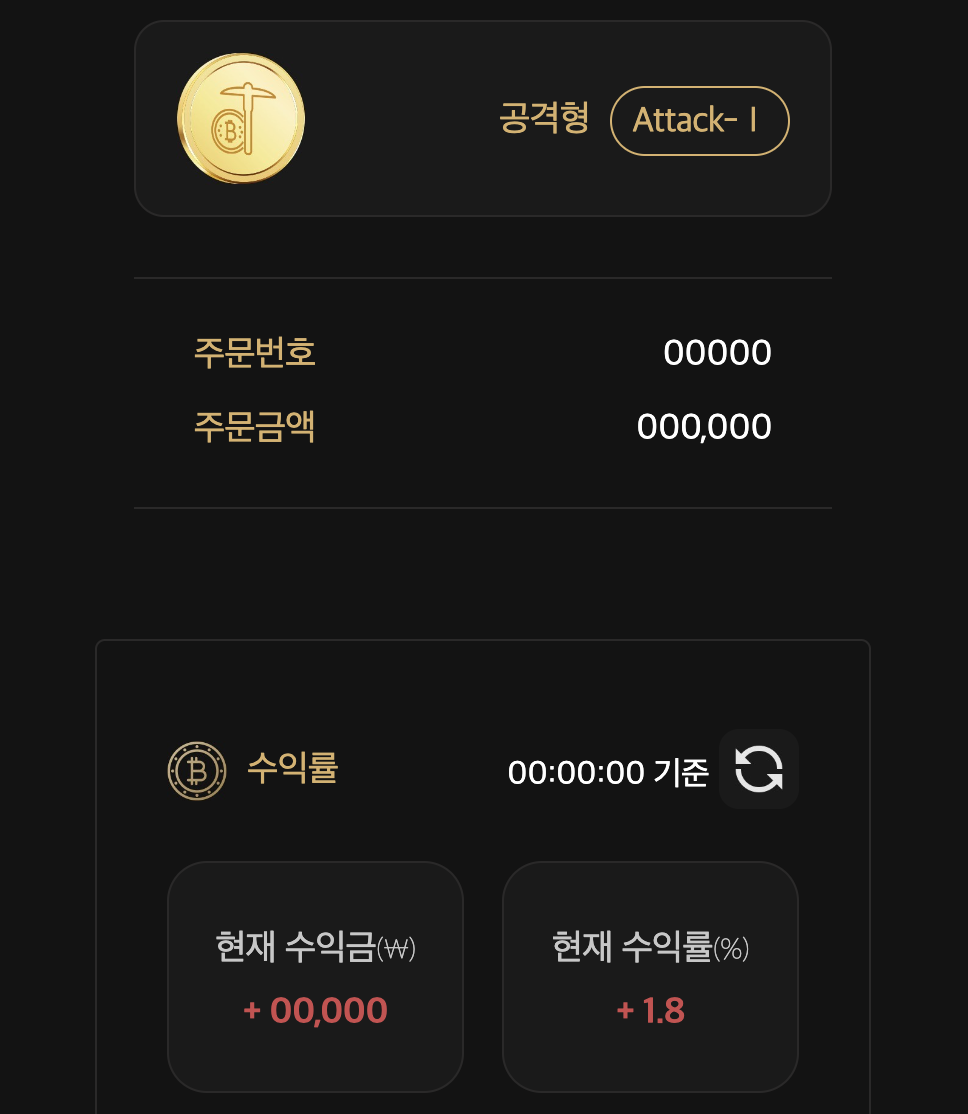 공격형 Attack-Ⅰ
주문번호 00000
주문금액 000,000
수익률 00:00:00 기준
현재 수익금(₩) 현재 수익률(%)
+ 00,000 + 1.8